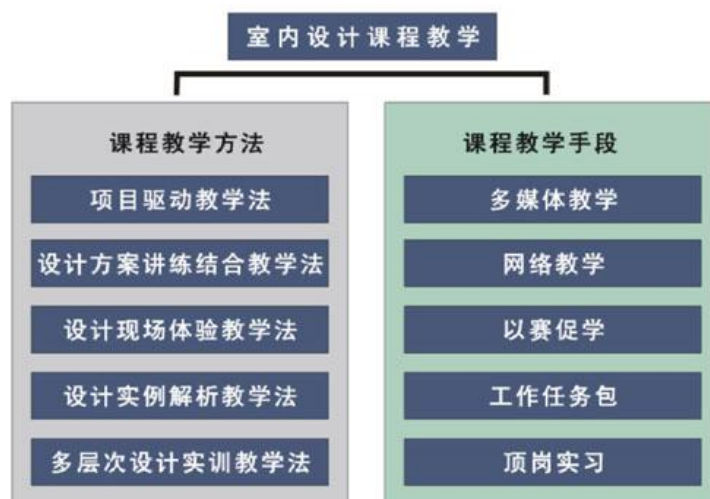 室内设计课程教学
课程教学方法
项目驱动教学法
设计方案讲练结合教学法
设计现场体验教学法
设计实例解析教学法
多层次设计实训教学法
课程教学手段
多媒体教学
网络教学
以赛促学
工作任务包
顶岗实习